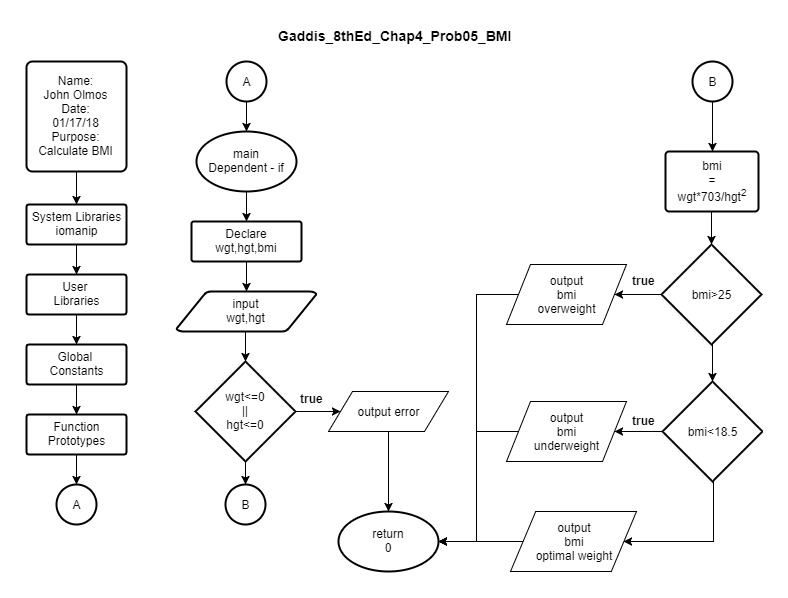 Gaddis_8thEd_Chap4_Prob05_BMI
Name:
John Olmos
Date:
01/17/18
Purpose:
Calculate BMI
System Libraries
iomanip
User
Libraries
Global
Constants
Function
Prototypes
A
A
main
Dependent - if
Declare
wgt,hgt,bmi
input
wgt,hgt
wgt<=0
||
hgt<=0
true
output error
B
return
0
B
bmi
=
wgt*703/hgt²
bmi>25
true
output
bmi
overweight
bmi<18.5
true
output
bmi
underweight
output
bmi
optimal weight